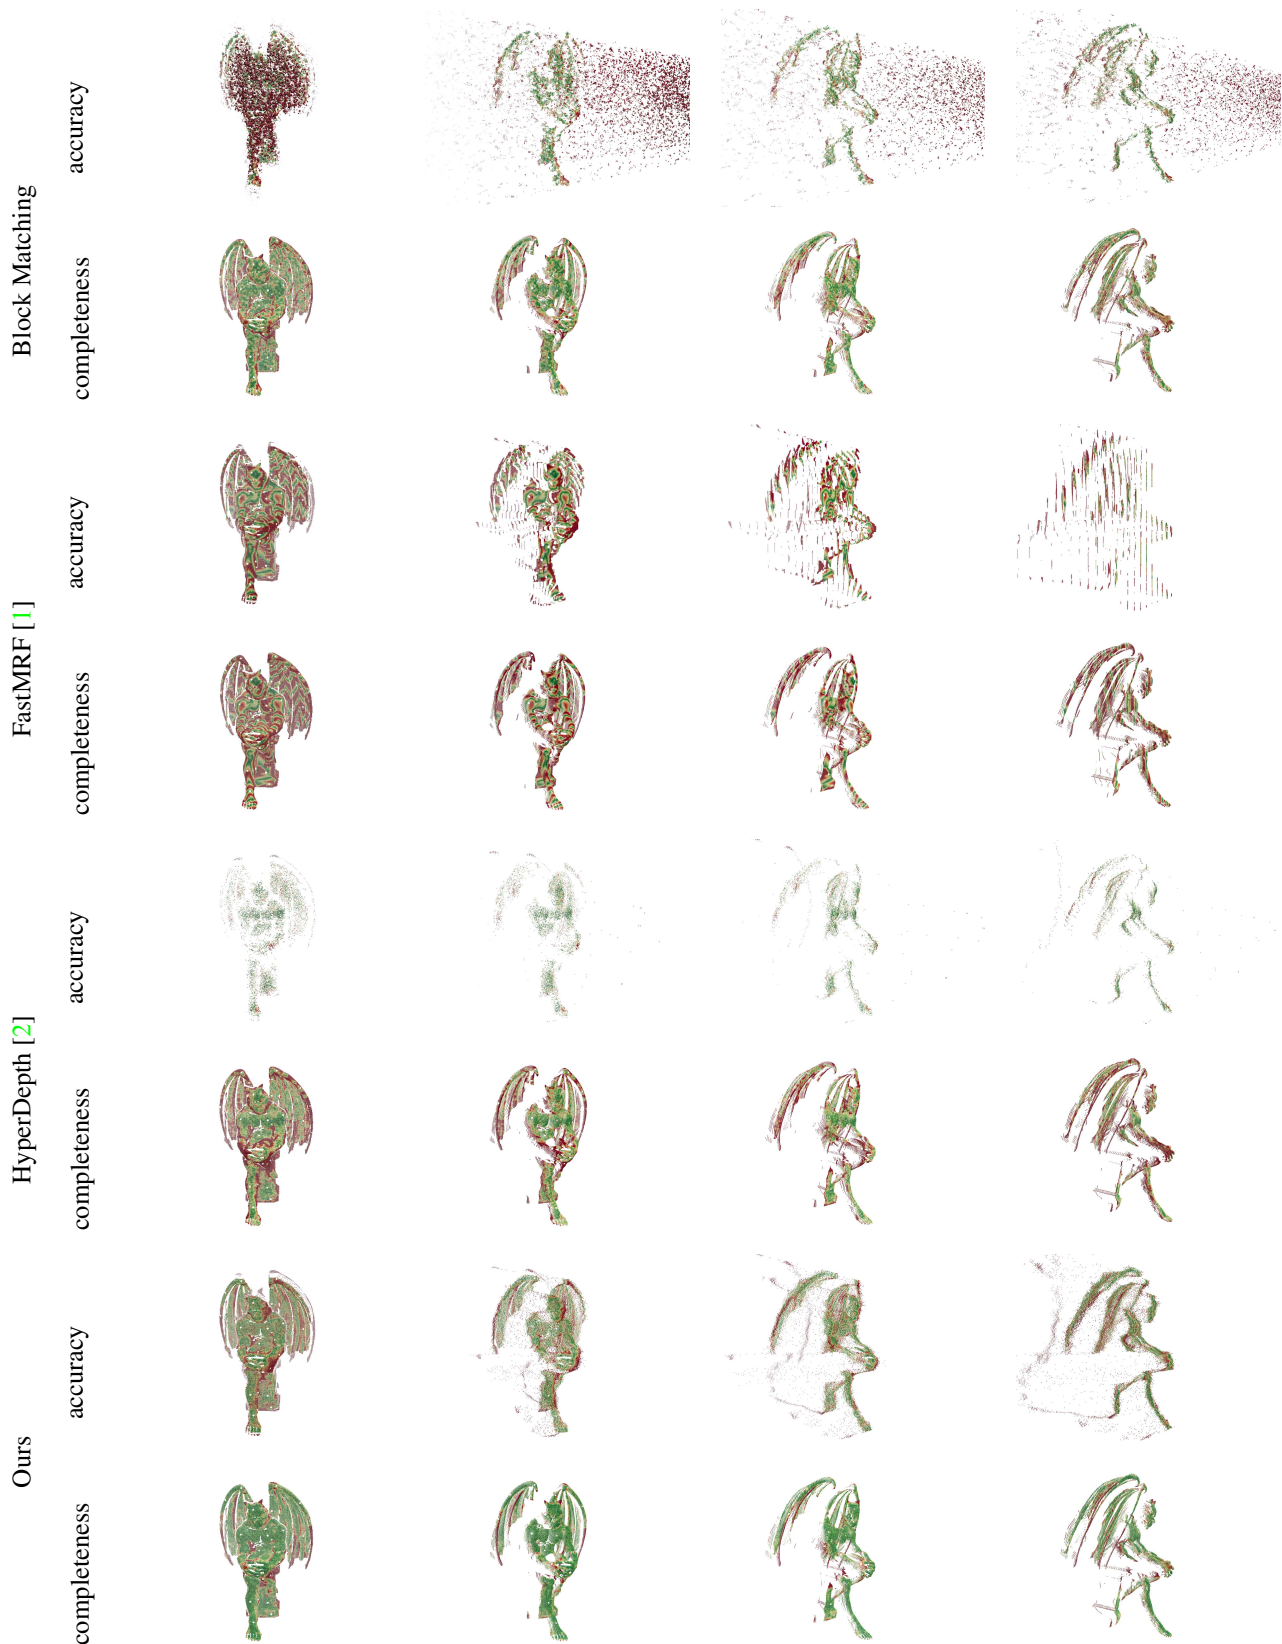 Block Matching
accuracy
completeness
FastMRF [1]
accuracy
completeness
HyperDepth [2]
accuracy
completeness
Ours
accuracy
completeness